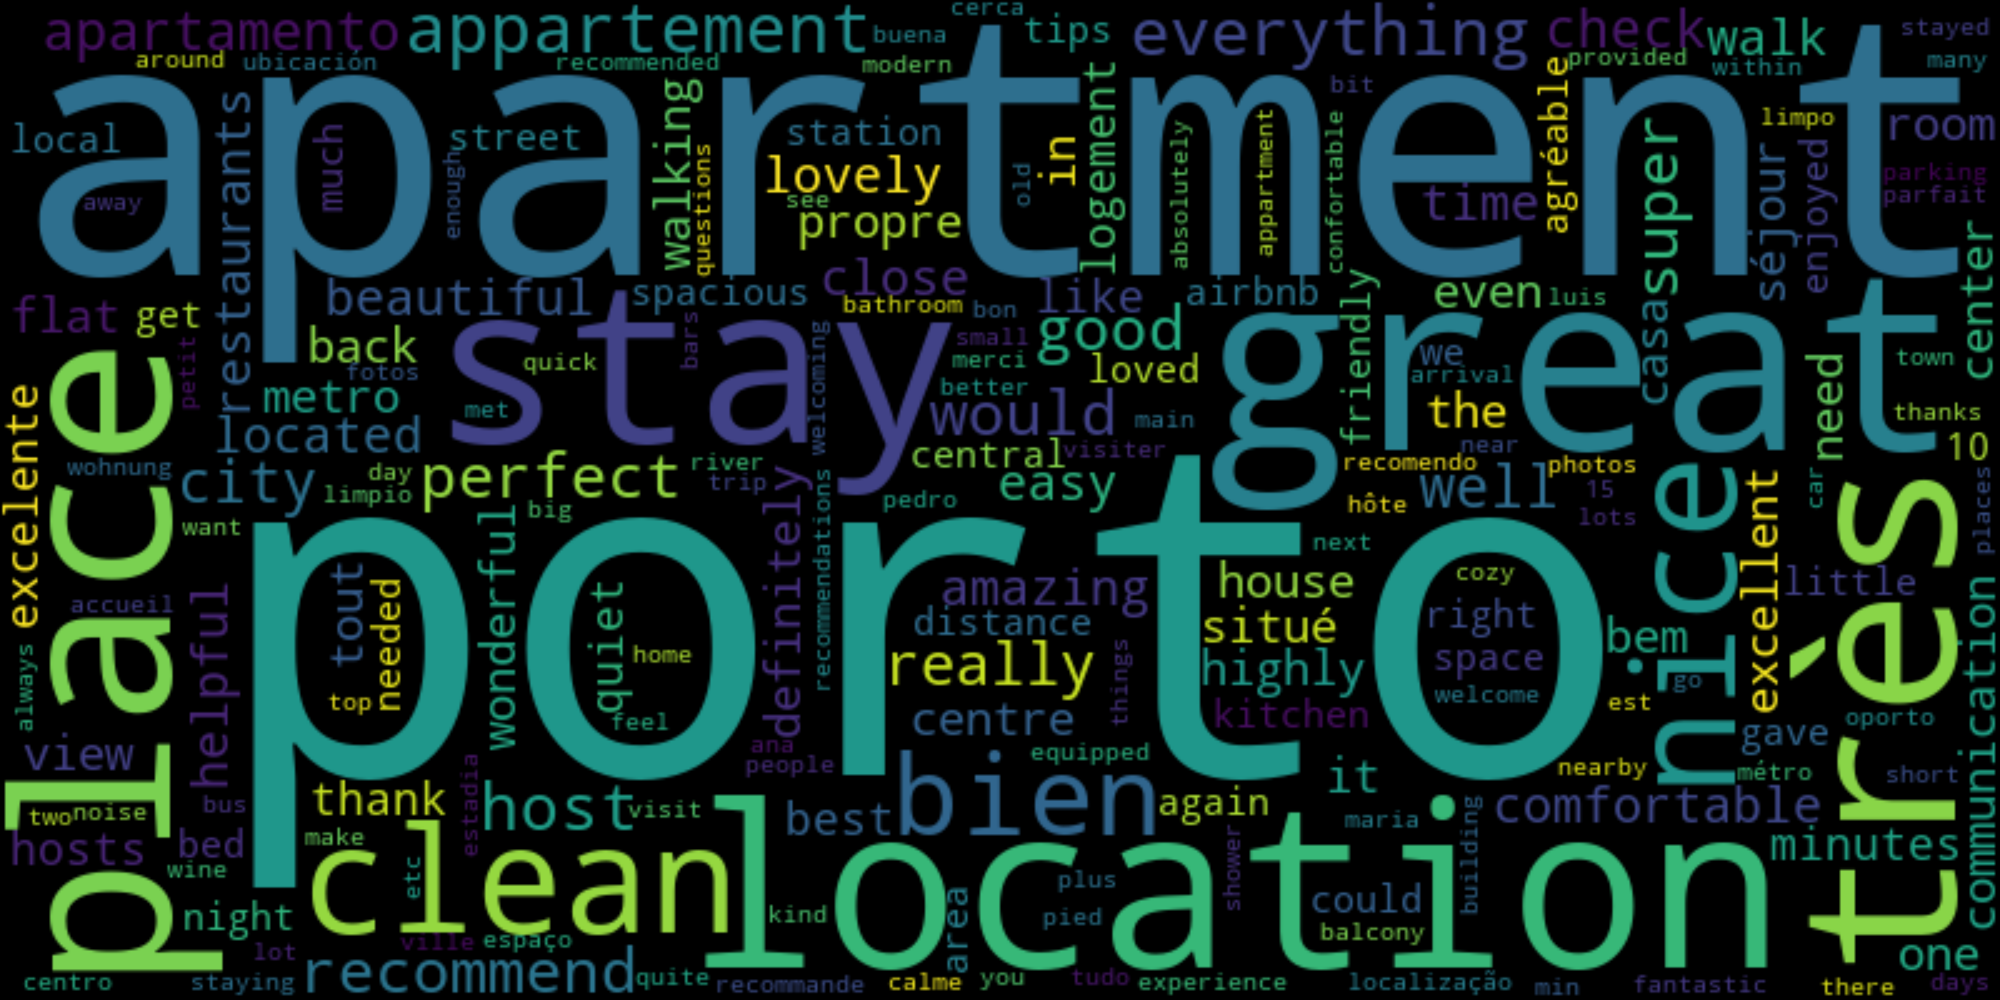 cerca
apartamento
appartement
buena
tips
everything
check
walk
stayed
around
ubicación
recommended
modern
provided
within
many
apartment
bit
local
restaurants
much
street
enough
walking
questions
station
lovely
see
propre
old
in
logement
absolutely
appartment
confortable
time
agréable
super
casa
limpo
room
séjour
enjoyed
parking
parfait
away
center
flat
get
beautiful
spacious
close
bathroom
bon
like
airbnb
even
luis
friendly
great
stay
back
fotos
petit
quick
bars
welcoming
small
merci
better
good
loved
we
arrival
need
town
place
excellente
metro
met
located
would
main
the
near
thanks
10
wohnung
city
day
limpio
perfect
river
trip
central
visiter
easy
pedro
recomendo
hôte
well
photos
15
lots
nice
excellent
car
places
très
want
big
wonderful
definitely
recommendations
next
porto
accueil
helpful
tout
needed
top
quiet
home
feel
amazing
distance
really
things
house
situé
highly
kitchen
cozy
right
space
welcome
bem
go
est
little
oporto
communication
always
view
ana
people
centre
equipped
it
nearby
gave
métro
short
two
noise
bus
thank
estadia
host
visit
best
bien
again
maria
building
comfortable
hosts
bed
make
wine
etc
clean
location
shower
minutes
night
kind
area
plus
pied
could
balcony
lot
ville
espaço
one
centro
staying
recommend
quite
recommande
calme
you
tudo
experience
localização
min
fantastic
there
days